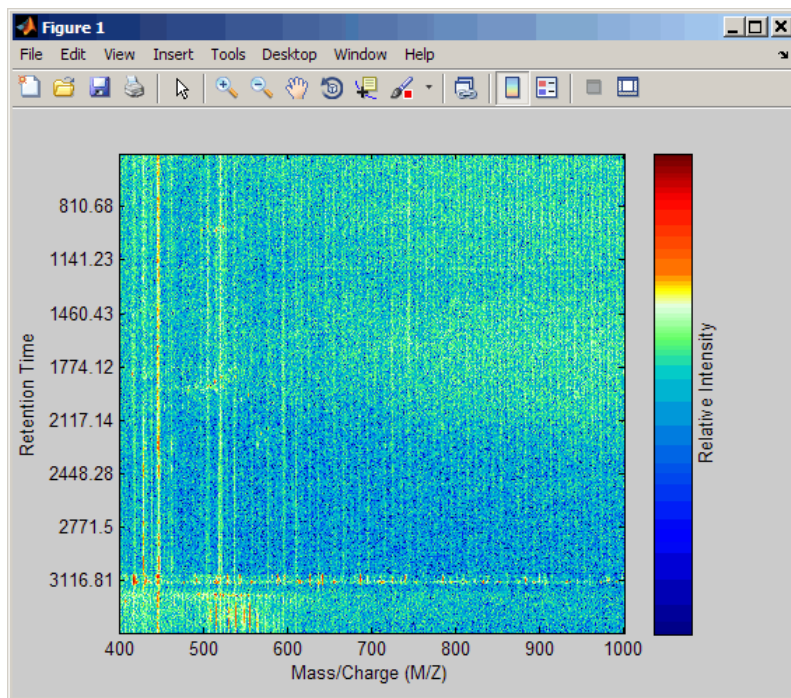 Figure 1
File Edit View Insert Tools Desktop Window Help
810.68
1141.23
1460.43
1774.12
2117.14
2448.28
2771.5
3116.81
Retention Time
400 500 600 700 800 900 1000
Mass/Charge (M/Z)
Relative Intensity